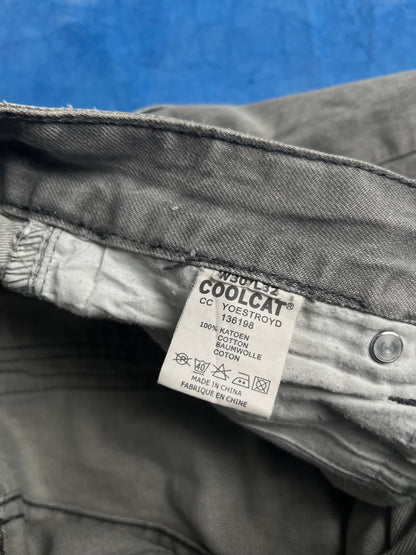 W30/L32
COOLCAT®
CC YOESTROYD
136198
100% KATOEN
COTTON
BAUMWOLLE
COTON
40
MADE IN CHINA
FABRIQUE EN CHINE